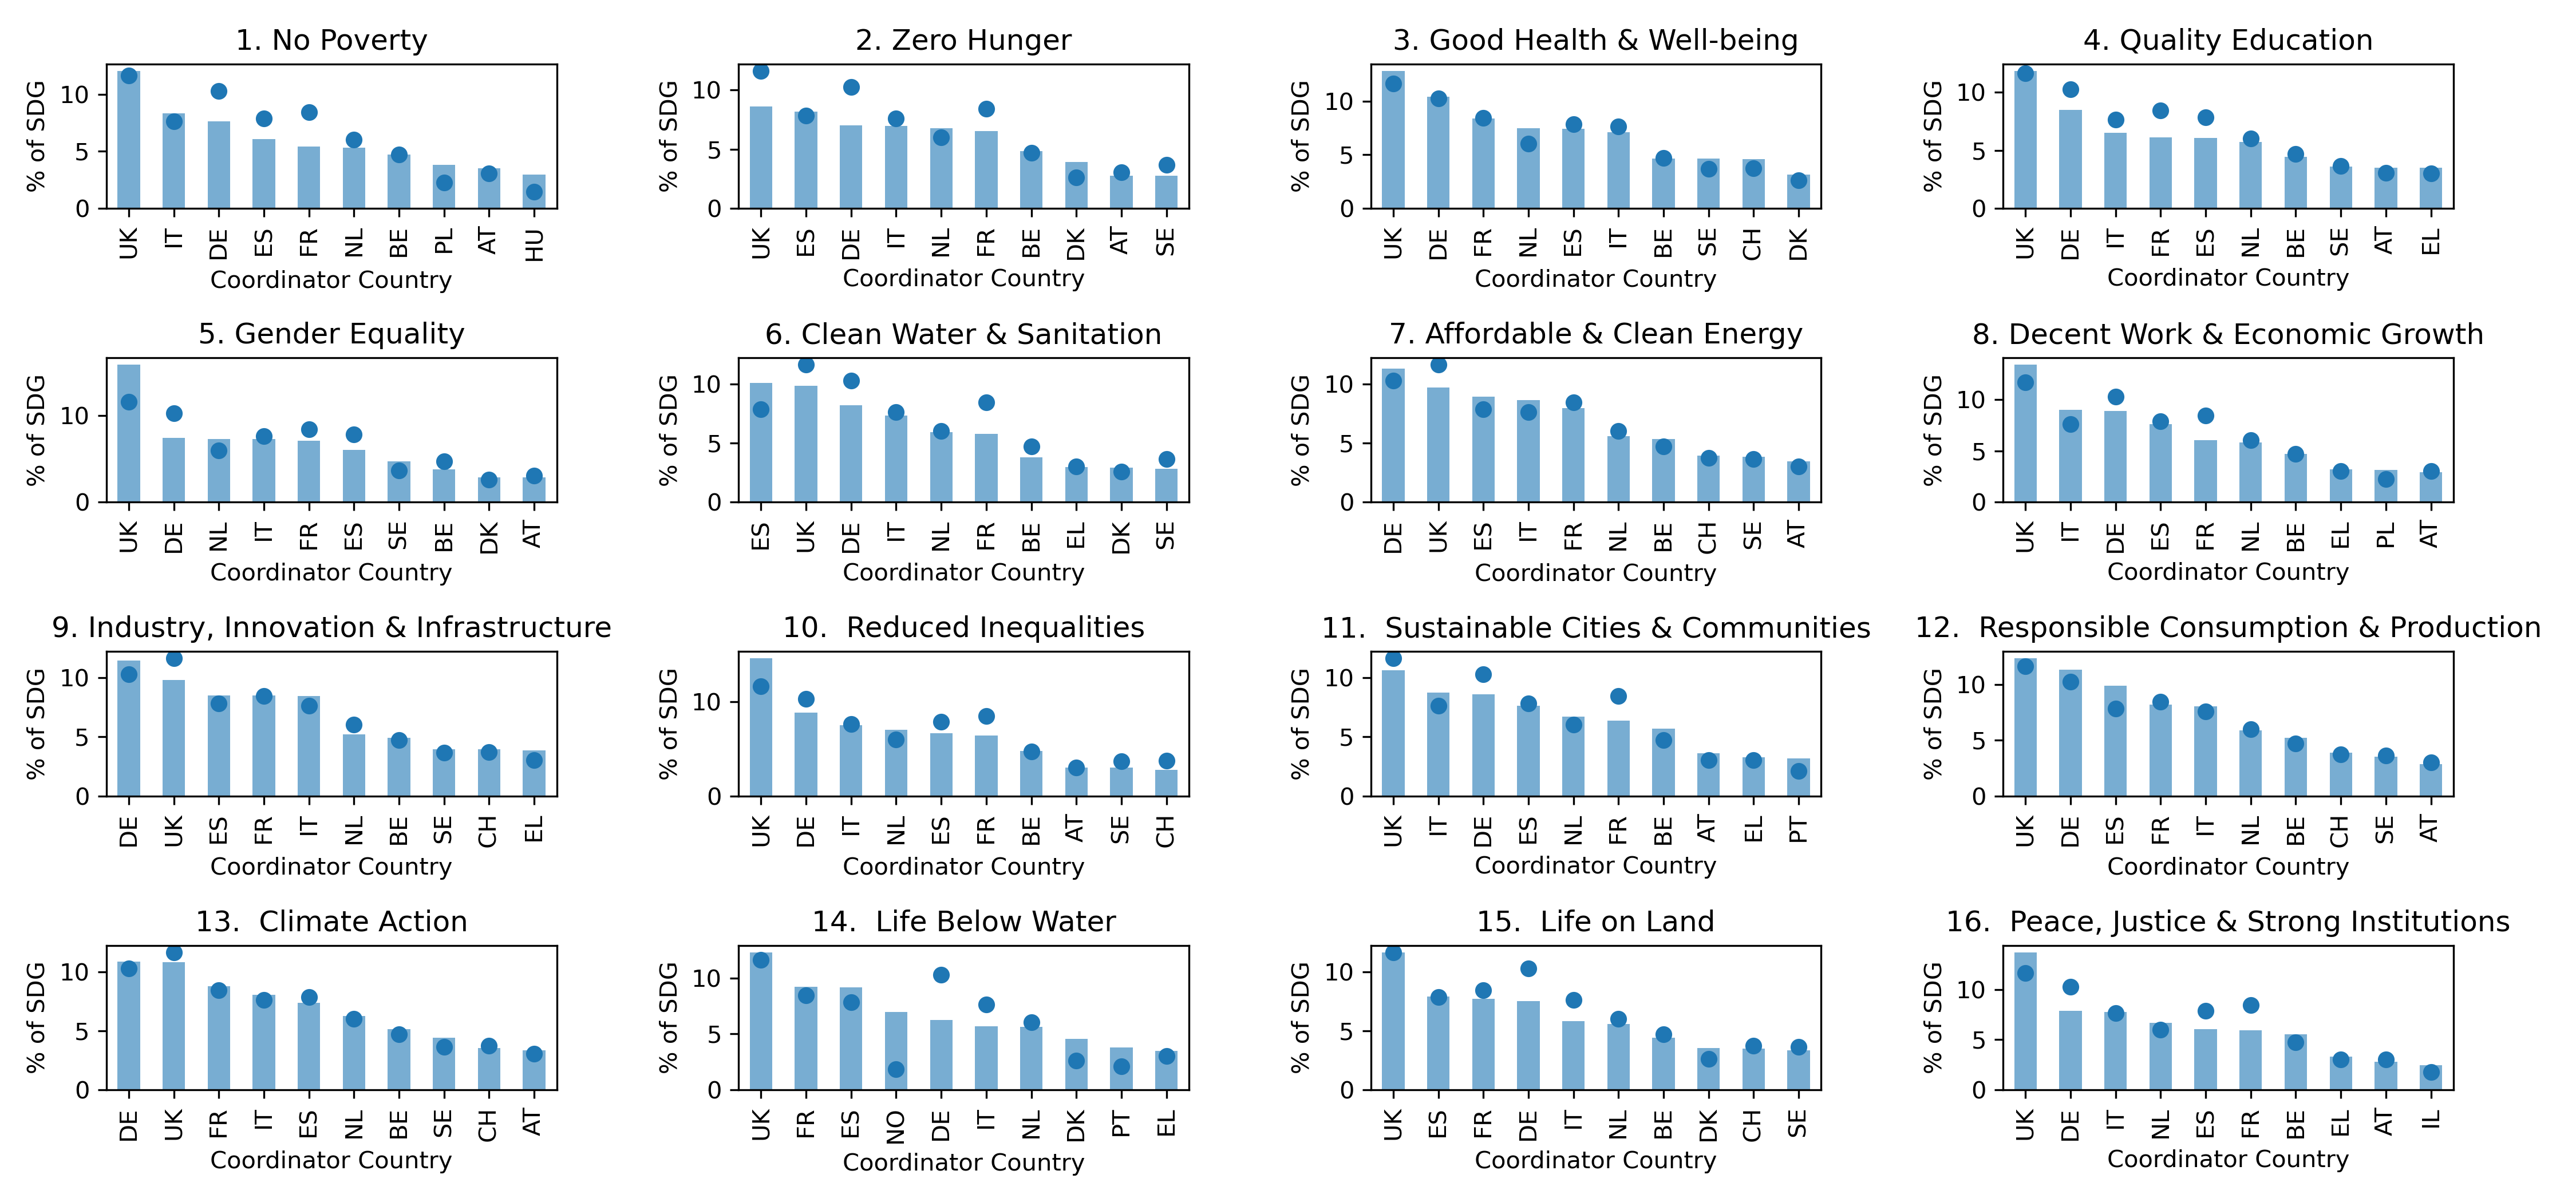 1. No Poverty
% of SDG
10
5
0
UK IT DE ES FR NL BE PL AT HU
Coordinator Country
2. Zero Hunger
% of SDG
10
5
0
UK ES DE IT NL FR BE DK AT SE
Coordinator Country
3. Good Health & Well-being
% of SDG
10
5
0
UK DE FR NL ES IT BE SE CH DK
Coordinator Country
4. Quality Education
% of SDG
10
5
0
UK DE IT FR ES NL BE SE AT EL
Coordinator Country
5. Gender Equality
% of SDG
10
0
UK DE NL IT FR ES SE BE DK AT
Coordinator Country
6. Clean Water & Sanitation
% of SDG
10
5
0
ES UK DE IT NL FR BE EL DK SE
Coordinator Country
7. Affordable & Clean Energy
% of SDG
10
5
0
DE UK ES IT FR NL BE CH SE AT
Coordinator Country
8. Decent Work & Economic Growth
% of SDG
10
5
0
UK IT DE ES FR NL BE EL PL AT
Coordinator Country
9. Industry, Innovation & Infrastructure
% of SDG
10
5
0
DE UK ES FR IT NL BE SE CH EL
Coordinator Country
10. Reduced Inequalities
% of SDG
10
0
UK DE IT NL ES FR BE AT SE CH
Coordinator Country
11. Sustainable Cities & Communities
% of SDG
10
5
0
UK IT DE ES NL FR BE AT EL PT
Coordinator Country
12. Responsible Consumption & Production
% of SDG
10
5
0
UK DE ES FR IT NL BE CH SE AT
Coordinator Country
13. Climate Action
% of SDG
10
5
0
DE UK FR IT ES NL BE SE CH AT
Coordinator Country
14. Life Below Water
% of SDG
10
5
0
UK FR ES NO DE IT NL DK PT EL
Coordinator Country
15. Life on Land
% of SDG
10
5
0
UK ES FR DE IT NL BE DK CH SE
Coordinator Country
16. Peace, Justice & Strong Institutions
% of SDG
10
5
0
UK DE IT NL ES FR BE EL AT IL
Coordinator Country